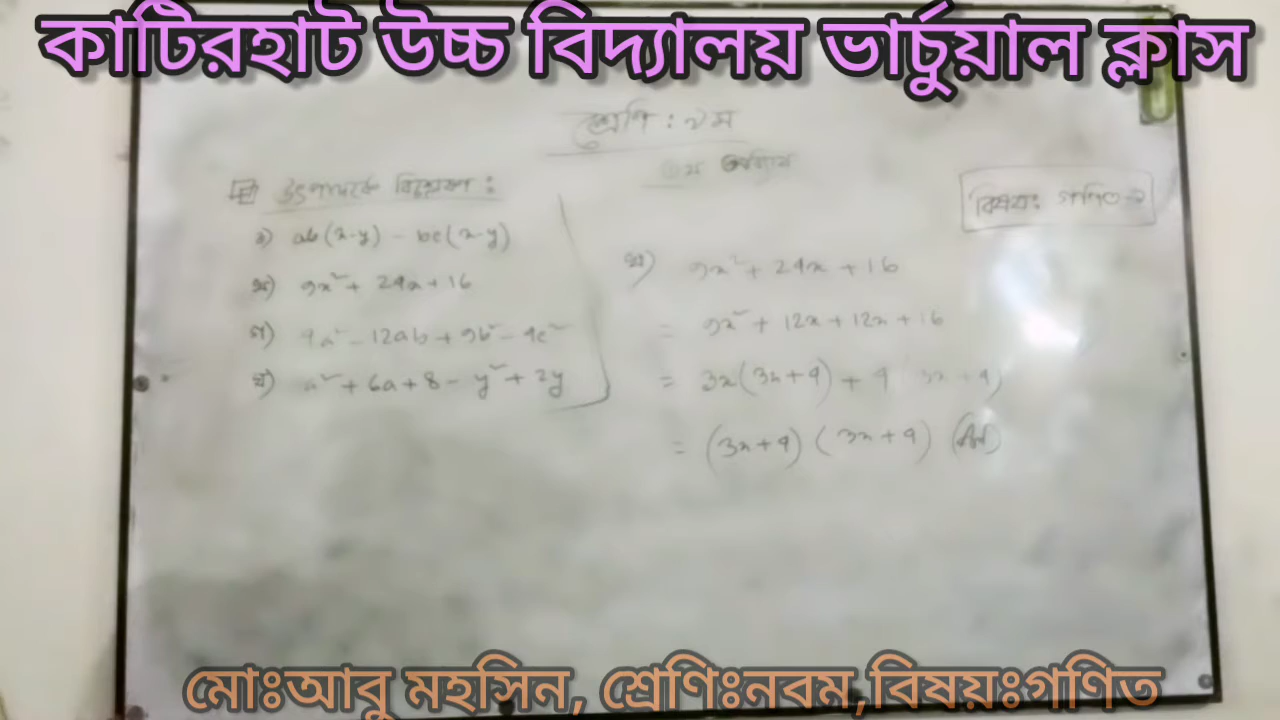 কাটিরহাট উচ্চ বিদ্যালয় ভার্চুয়াল ক্লাস
শ্রেণি : ৯ম
৩য় অধ্যায়
বিষয়ঃ গণিত
উৎপাদকে বিশ্লেষণ :
ক) ab(x-y) - bc(x-y)
খ) 9x² + 24x + 16
গ) 4a² - 12ab + 9b² - 4c²
ঘ) a² + 6a + 8 - y² + 2y
খ) 9x² + 24x + 16
= 9x² + 12x + 12x + 16
= 3x(3x+4) + 4(3x+4)
= (3x+4) (3x+4) (Ans)
মোঃআবু মহসিন, শ্রেণিঃনবম,বিষয়ঃগণিত